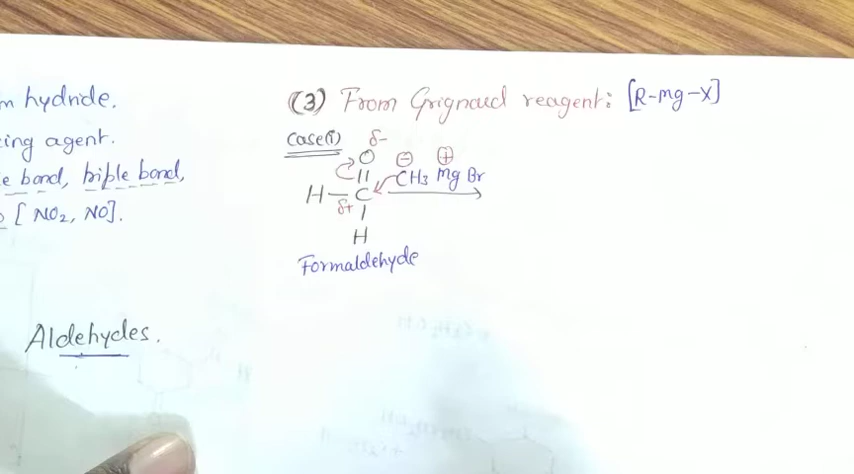 m hydride.
ing agent.
e bond, triple bond,
[NO2, NO].
Aldehydes.
(3) From Grignard reagent: [R-Mg-X]
Case(i)
δ-
O ⊖ ⊕
|| CH3 Mg Br
H - C
δ+ |
H
Formaldehyde